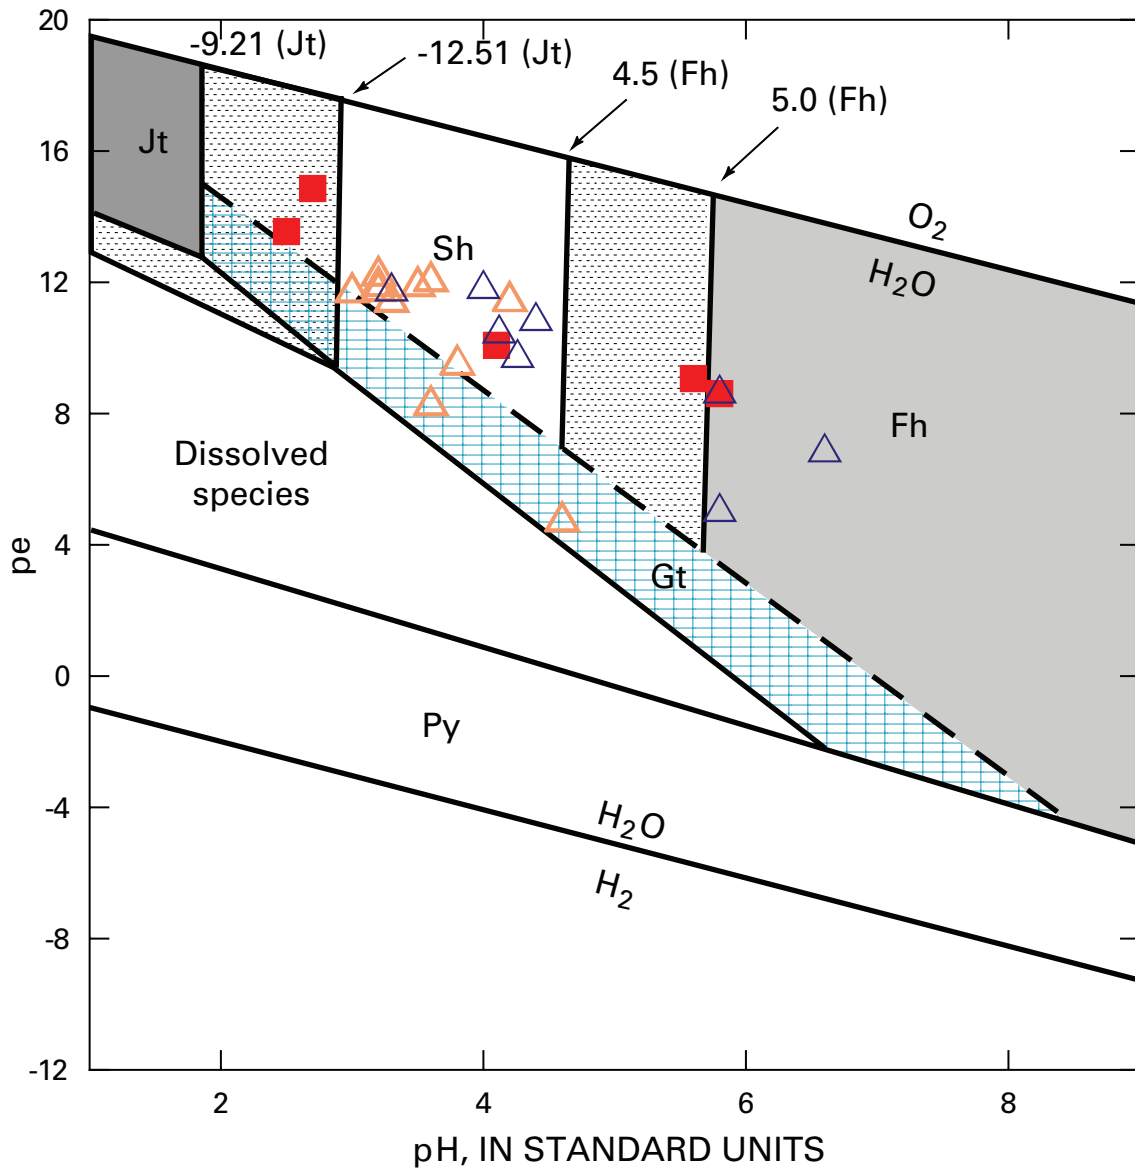 20
-9.21 (Jt)
-12.51 (Jt)
4.5 (Fh)
5.0 (Fh)
16
Jt
O2
Sh
H2O
12
8
Fh
Dissolved
species
pe
4
Gt
0
Py
-4
H2O
H2
-8
-12
2
4
6
8
pH, IN STANDARD UNITS